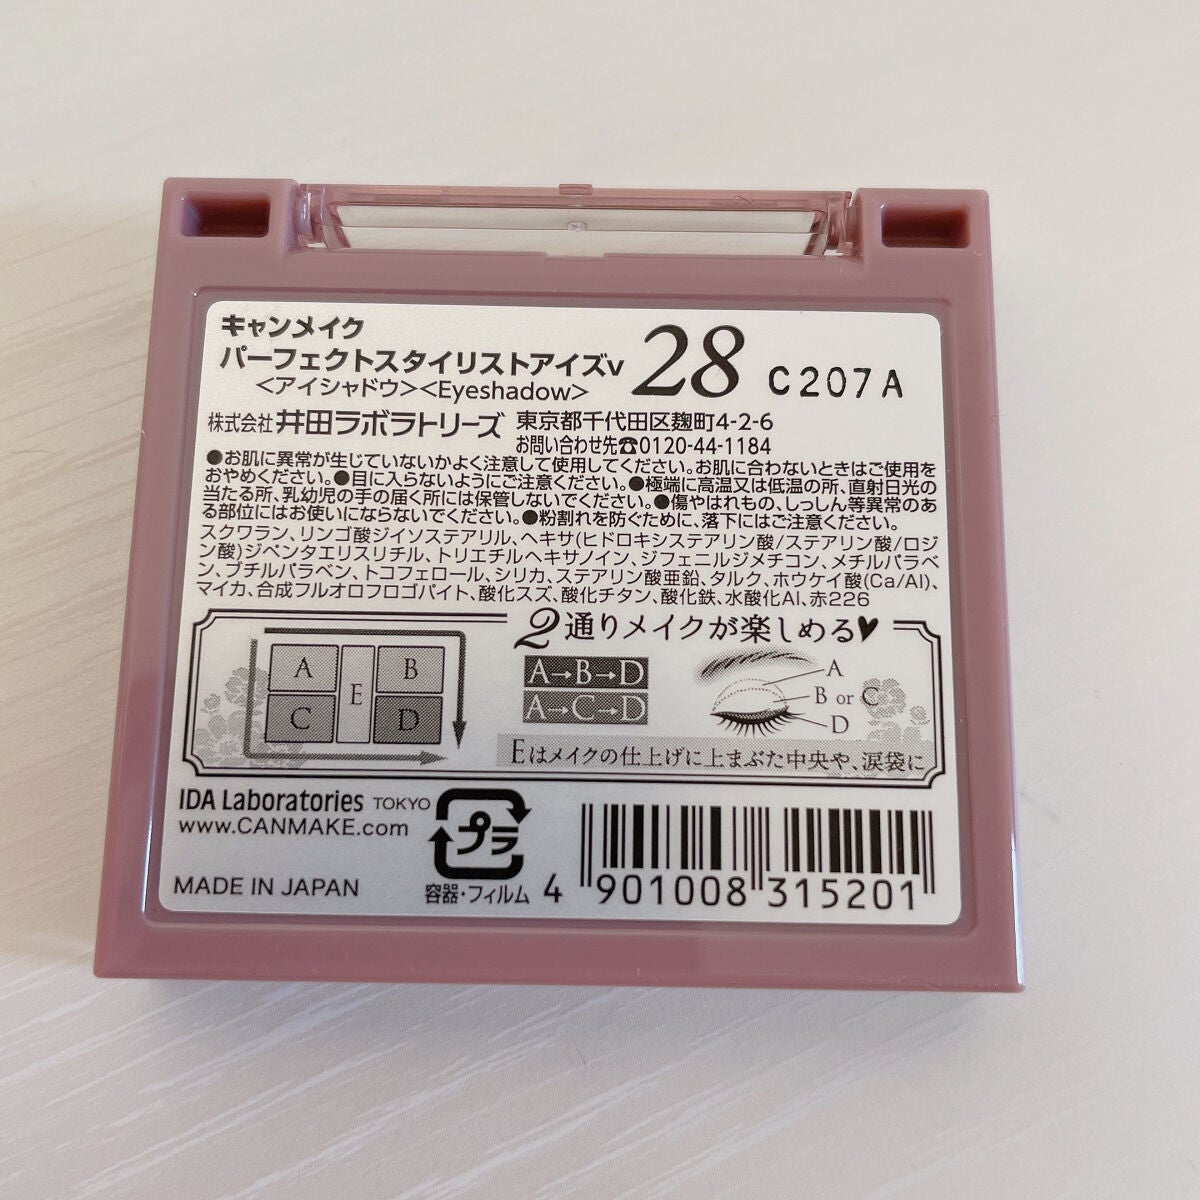 キャンメイク
パーフェクトスタイリストアイズv 28 C207A
<アイシャドウ><Eyeshadow>
株式会社 井田ラボラトリーズ 東京都千代田区麹町4-2-6
お問い合わせ先☎0120-44-1184
●お肌に異常が生じていないかよく注意して使用してください。お肌に合わないときはご使用を
おやめください。●目に入らないようにご注意ください。●極端に高温又は低温の所、直射日光の
当たる所、乳幼児の手の届く所には保管しないでください。●傷やはれもの、しっしん等異常のあ
る部位にはお使いにならないでください。●粉割れを防ぐために、落下にはご注意ください。
スクワラン、リンゴ酸ジイソステアリル、ヘキサ(ヒドロキシステアリン酸/ステアリン酸/ロジ
ン酸)ジペンタエリスリチル、トリエチルヘキサノイン、ジフェニルジメチコン、メチルパラベ
ン、ブチルパラベン、トコフェロール、シリカ、ステアリン酸亜鉛、タルク、ホウケイ酸(Ca/Al)、
マイカ、合成フルオロフロゴパイト、酸化スズ、酸化チタン、酸化鉄、水酸化Al、赤226
2通りメイクが楽しめる♥
A B
E
C D
A→B→D
A→C→D
A
B or C
D
Eはメイクの仕上げに上まぶた中央や、涙袋に
IDA Laboratories TOKYO
www.CANMAKE.com
MADE IN JAPAN
プラ
容器・フィルム
4 901008 315201